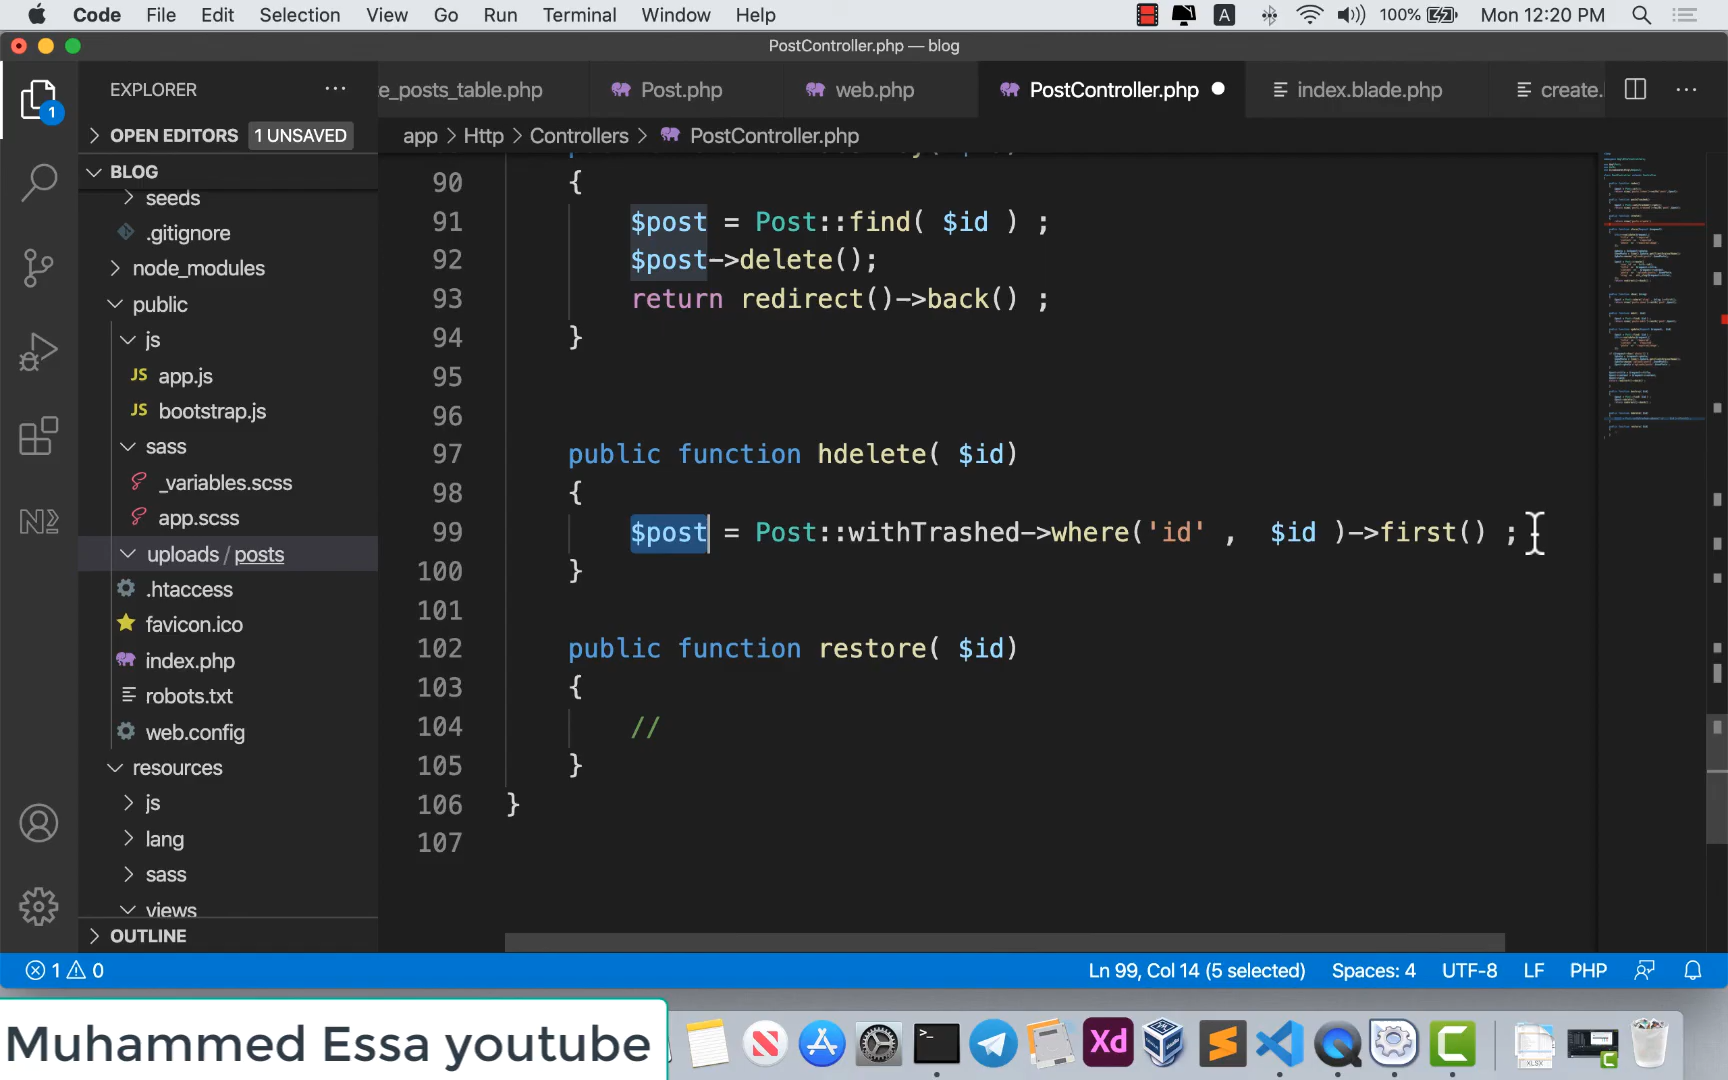 Code File Edit Selection View Go Run Terminal Window Help A 100% Mon 12:20 PM
PostController.php — blog
EXPLORER ···
e_posts_table.php Post.php web.php PostController.php index.blade.php create. ···
1
OPEN EDITORS 1 UNSAVED
app > Http > Controllers > PostController.php
BLOG
seeds
.gitignore
node_modules
public
js
JS app.js
JS bootstrap.js
sass
_variables.scss
app.scss
uploads / posts
.htaccess
favicon.ico
index.php
robots.txt
web.config
resources
js
lang
sass
views
OUTLINE
90 {
91 $post = Post::find( $id ) ;
92 $post->delete();
93 return redirect()->back() ;
94 }
95
96
97 public function hdelete( $id)
98 {
99 $post = Post::withTrashed->where('id' , $id )->first() ;
100 }
101
102 public function restore( $id)
103 {
104 //
105 }
106 }
107
1 0 Ln 99, Col 14 (5 selected) Spaces: 4 UTF-8 LF PHP
Muhammed Essa youtube
Xd
XLSX